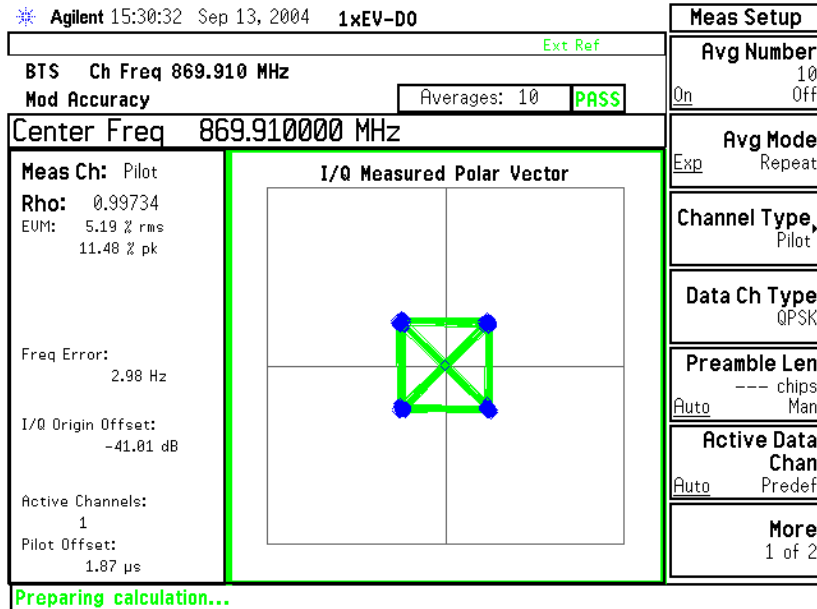 Agilent 15:30:32 Sep 13, 2004 1xEV-DO
Ext Ref
BTS Ch Freq 869.910 MHz
Mod Accuracy
Averages: 10
PASS
Center Freq 869.910000 MHz
Meas Ch: Pilot
Rho: 0.99734
EVM: 5.19 % rms
11.48 % pk
Freq Error:
2.98 Hz
I/Q Origin Offset:
-41.01 dB
Active Channels:
1
Pilot Offset:
1.87 µs
I/Q Measured Polar Vector
Preparing calculation...
Meas Setup
Avg Number
10
On Off
Avg Mode
Exp Repeat
Channel Type
Pilot
Data Ch Type
QPSK
Preamble Len
--- chips
Auto Man
Active Data
Chan
Auto Predef
More
1 of 2